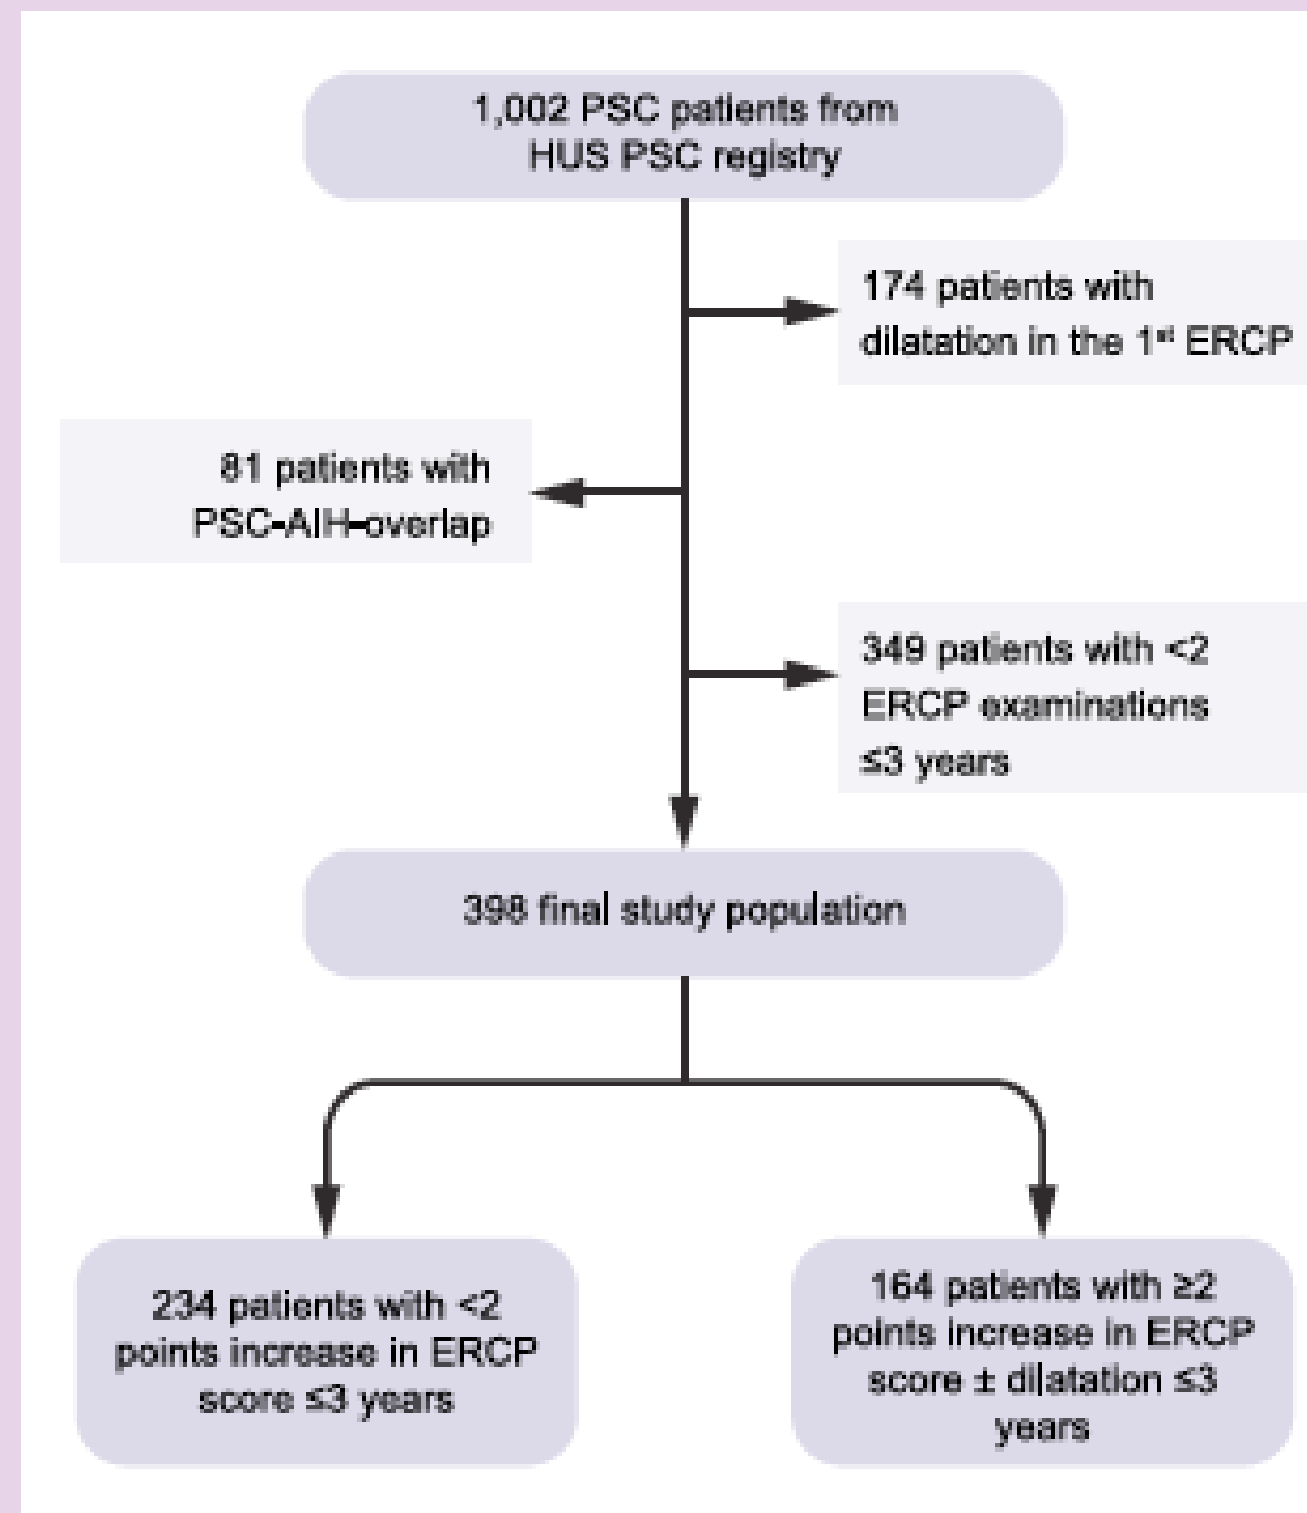 1,002 PSC patients from
HUS PSC registry
174 patients with
dilatation in the 1st ERCP
81 patients with
PSC-AIH-overlap
349 patients with <2
ERCP examinations
≤3 years
398 final study population
234 patients with <2
points increase in ERCP
score ≤3 years
164 patients with ≥2
points increase in ERCP
score ± dilatation ≤3
years